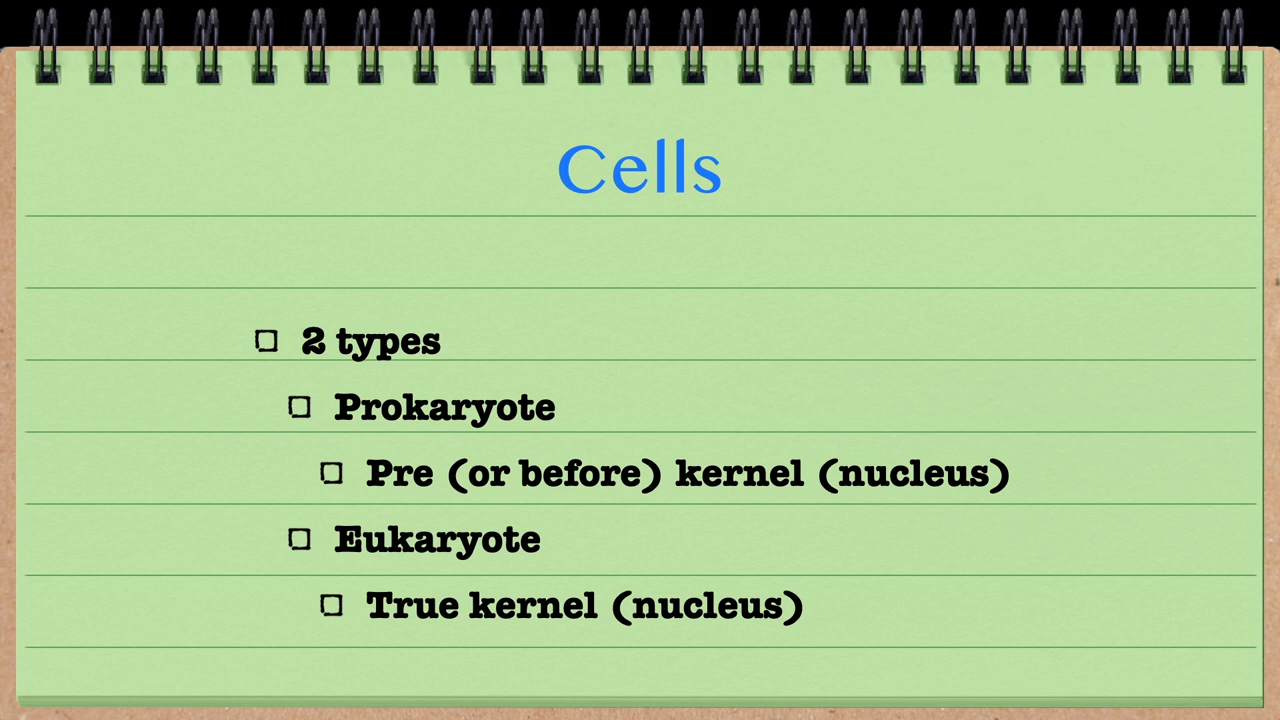 Cells
2 types
Prokaryote
Pre (or before) kernel (nucleus)
Eukaryote
True kernel (nucleus)